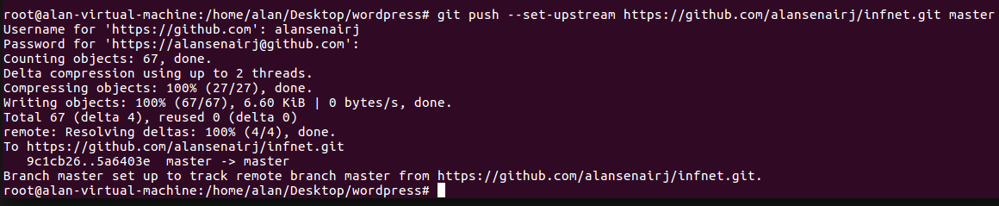 root@alan-virtual-machine:/home/alan/Desktop/wordpress# git push --set-upstream https://github.com/alansenairj/infnet.git master
Username for 'https://github.com': alansenairj
Password for 'https://alansenairj@github.com':
Counting objects: 67, done.
Delta compression using up to 2 threads.
Compressing objects: 100% (27/27), done.
Writing objects: 100% (67/67), 6.60 KiB | 0 bytes/s, done.
Total 67 (delta 4), reused 0 (delta 0)
remote: Resolving deltas: 100% (4/4), done.
To https://github.com/alansenairj/infnet.git
   9c1cb26..5a6403e  master -> master
Branch master set up to track remote branch master from https://github.com/alansenairj/infnet.git.
root@alan-virtual-machine:/home/alan/Desktop/wordpress#